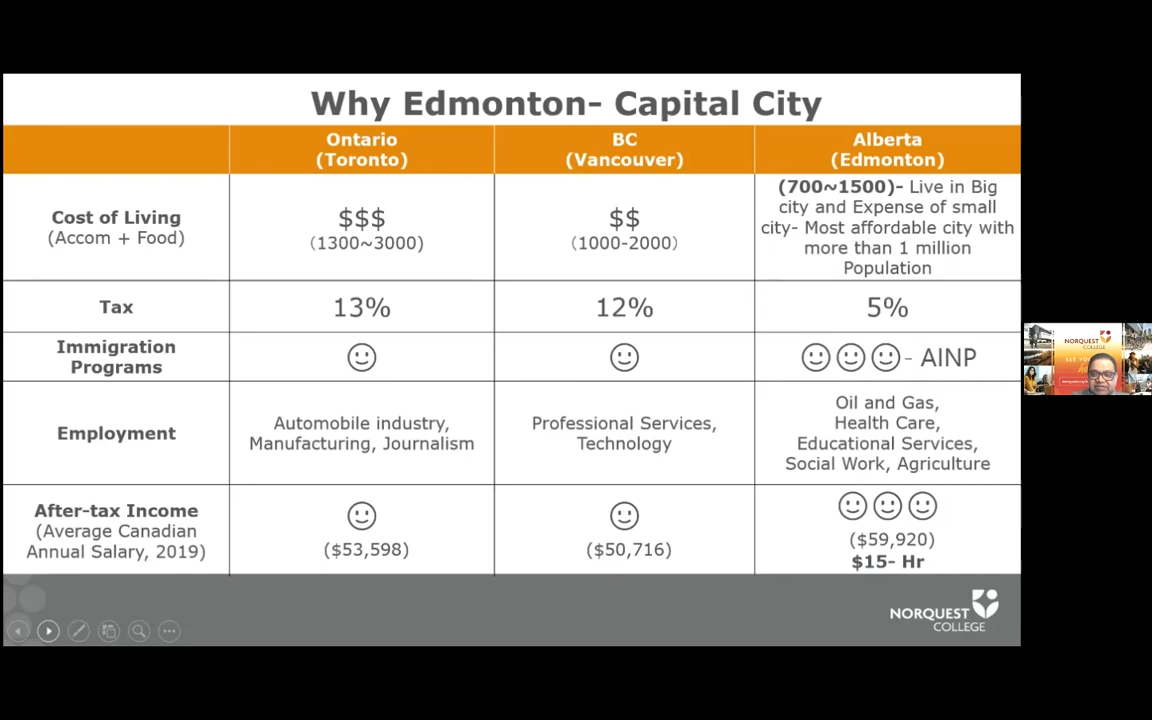 Why Edmonton- Capital City
Ontario
(Toronto)
BC
(Vancouver)
Alberta
(Edmonton)
Cost of Living
(Accom + Food)
$$$
(1300~3000)
$$
(1000-2000)
(700~1500)- Live in Big
city and Expense of small
city- Most affordable city with
more than 1 million
Population
Tax
13%
12%
5%
Immigration
Programs
- AINP
Employment
Automobile industry,
Manufacturing, Journalism
Professional Services,
Technology
Oil and Gas,
Health Care,
Educational Services,
Social Work, Agriculture
After-tax Income
(Average Canadian
Annual Salary, 2019)
($53,598)
($50,716)
($59,920)
$15- Hr
NORQUEST
COLLEGE
NORQUEST
COLLEGE